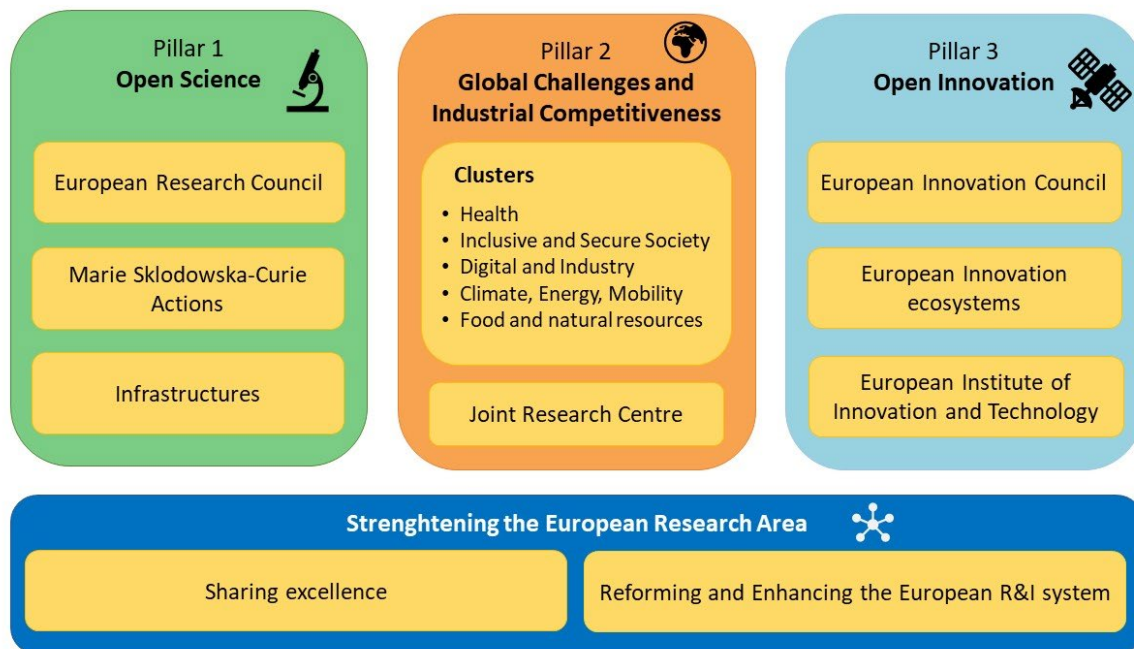 Pillar 1
Open Science
European Research Council
Marie Sklodowska-Curie
Actions
Infrastructures
Pillar 2
Global Challenges and
Industrial Competitiveness
Clusters
• Health
• Inclusive and Secure Society
• Digital and Industry
• Climate, Energy, Mobility
• Food and natural resources
Joint Research Centre
Pillar 3
Open Innovation
European Innovation Council
European Innovation
ecosystems
European Institute of
Innovation and Technology
Strenghtening the European Research Area
Sharing excellence
Reforming and Enhancing the European R&I system